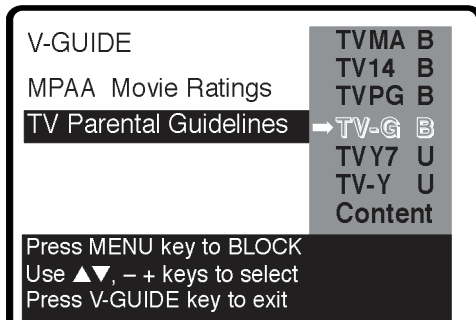 V-GUIDE
MPAA Movie Ratings
TV Parental Guidelines
TVMA B
TV14 B
TVPG B
➡TV-G B
TVY7 U
TV-Y U
Content
Press MENU key to BLOCK
Use ▲▼, – + keys to select
Press V-GUIDE key to exit